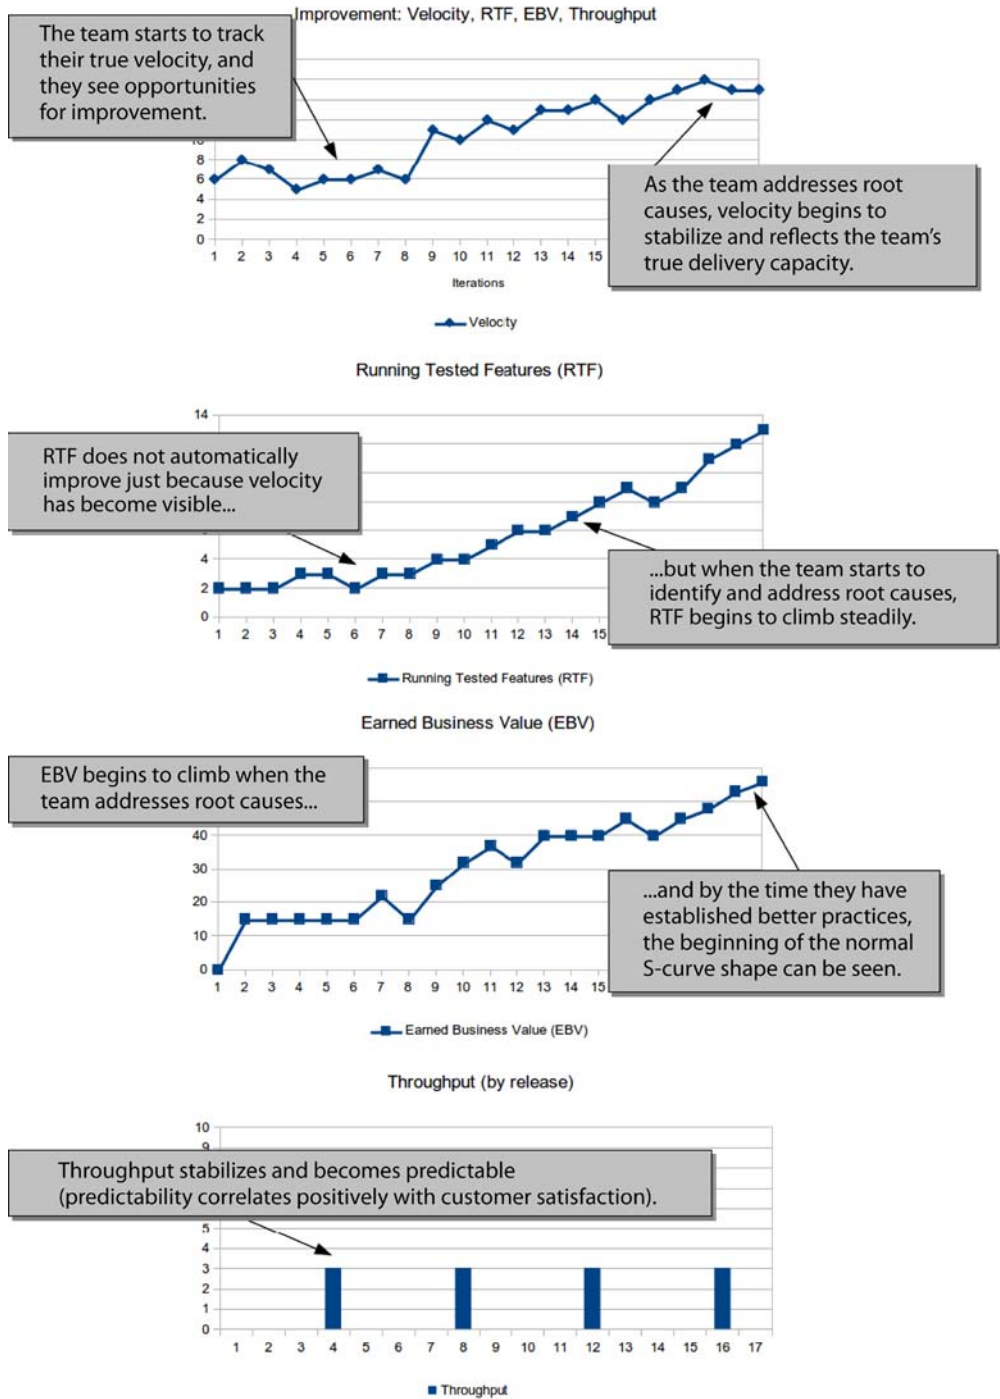 Improvement: Velocity, RTF, EBV, Throughput
The team starts to track
their true velocity, and
they see opportunities
for improvement.
10
8
6
4
2
0
As the team addresses root
causes, velocity begins to
stabilize and reflects the team’s
true delivery capacity.
1 2 3 4 5 6 7 8 9 10 11 12 13 14 15
Iterations
Velocity
Running Tested Features (RTF)
14
RTF does not automatically
improve just because velocity
has become visible...
4
2
0
...but when the team starts to
identify and address root causes,
RTF begins to climb steadily.
1 2 3 4 5 6 7 8 9 10 11 12 13 14 15
Running Tested Features (RTF)
Earned Business Value (EBV)
EBV begins to climb when the
team addresses root causes...
40
30
20
10
0
...and by the time they have
established better practices,
the beginning of the normal
S-curve shape can be seen.
1 2 3 4 5 6 7 8 9 10 11 12 13 14 15
Earned Business Value (EBV)
Throughput (by release)
10
9
Throughput stabilizes and becomes predictable
(predictability correlates positively with customer satisfaction).
5
4
3
2
1
0
1 2 3 4 5 6 7 8 9 10 11 12 13 14 15 16 17
Throughput